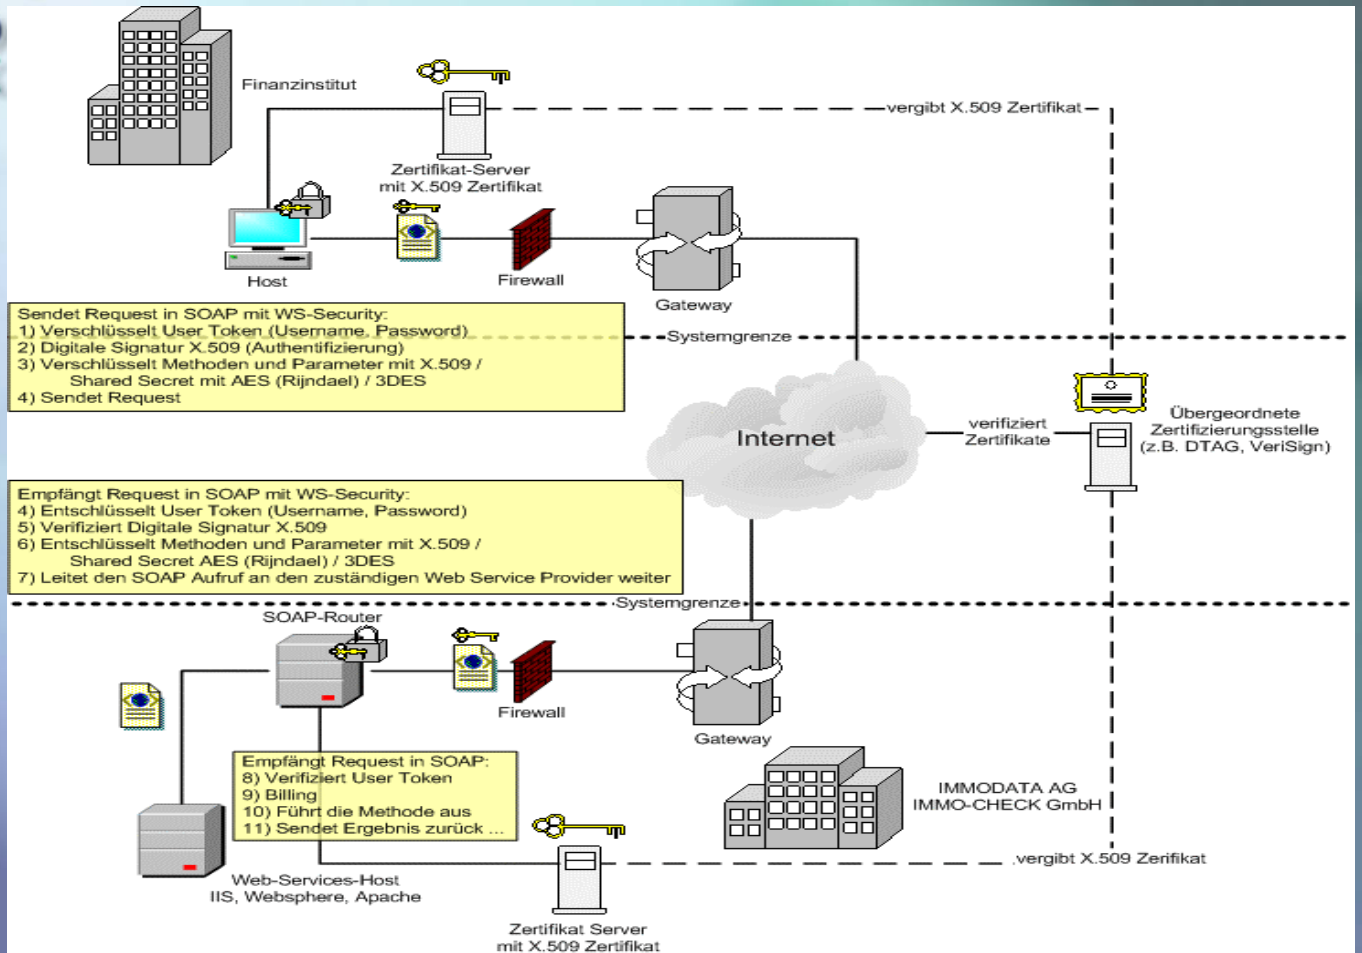 Finanzinstitut
vergibt X.509 Zertifikat
Zertifikat-Server
mit X.509 Zertifikat
Host
Firewall
Gateway
Sendet Request in SOAP mit WS-Security:
1) Verschlüsselt User Token (Username, Password)
2) Digitale Signatur X.509 (Authentifizierung)
3) Verschlüsselt Methoden und Parameter mit X.509 /
Shared Secret mit AES (Rijndael) / 3DES
4) Sendet Request
Systemgrenze
Internet
verifiziert
Zertifikate
Übergeordnete
Zertifizierungsstelle
(z.B. DTAG, VeriSign)
Empfängt Request in SOAP mit WS-Security:
4) Entschlüsselt User Token (Username, Password)
5) Verifiziert Digitale Signatur X.509
6) Entschlüsselt Methoden und Parameter mit X.509 /
Shared Secret AES (Rijndael) / 3DES
7) Leitet den SOAP Aufruf an den zuständigen Web Service Provider weiter
Systemgrenze
SOAP-Router
Firewall
Gateway
Empfängt Request in SOAP:
8) Verifiziert User Token
9) Billing
10) Führt die Methode aus
11) Sendet Ergebnis zurück ...
IMMODATA AG
IMMO-CHECK GmbH
vergibt X.509 Zerifikat
Web-Services-Host
IIS, Websphere, Apache
Zertifikat Server
mit X.509 Zertifikat